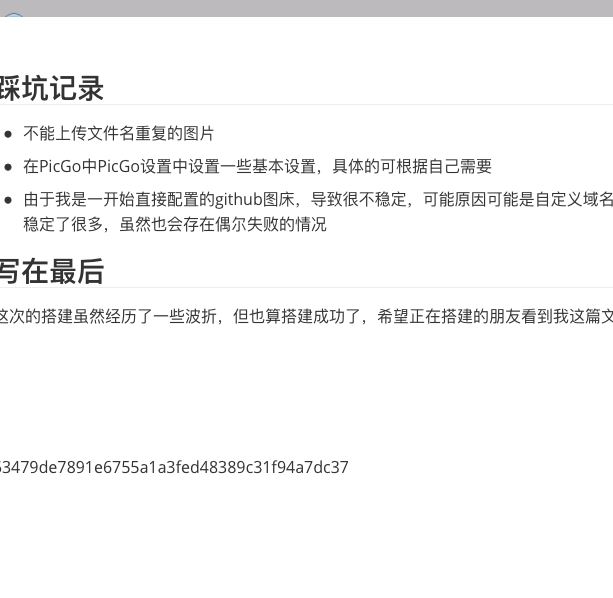 踩坑记录
不能上传文件名重复的图片
在PicGo中PicGo设置中设置一些基本设置，具体的可根据自己需要
由于我是一开始直接配置的github图床，导致很不稳定，可能原因可能是自定义域名
稳定了很多，虽然也会存在偶尔失败的情况
写在最后
这次的搭建虽然经历了一些波折，但也算搭建成功了，希望正在搭建的朋友看到我这篇文
53479de7891e6755a1a3fed48389c31f94a7dc37